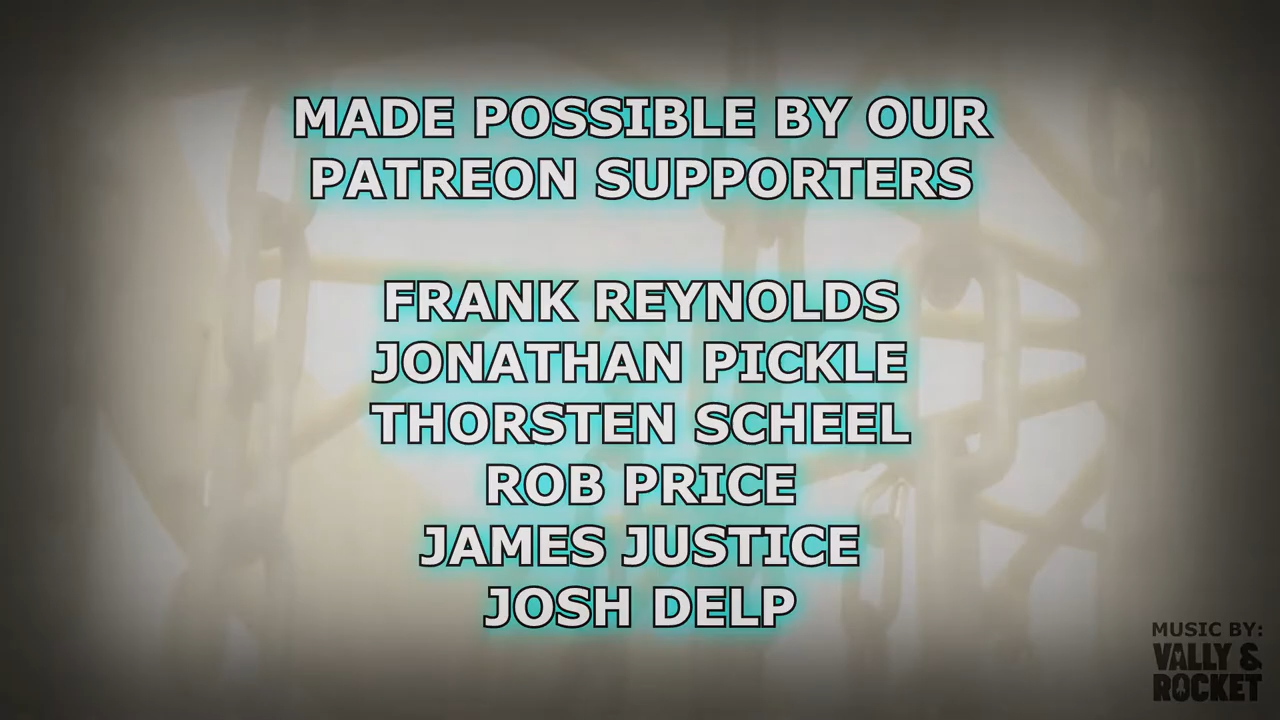 MADE POSSIBLE BY OUR
PATREON SUPPORTERS
FRANK REYNOLDS
JONATHAN PICKLE
THORSTEN SCHEEL
ROB PRICE
JAMES JUSTICE
JOSH DELP
MUSIC BY:
VALLY &
ROCKET